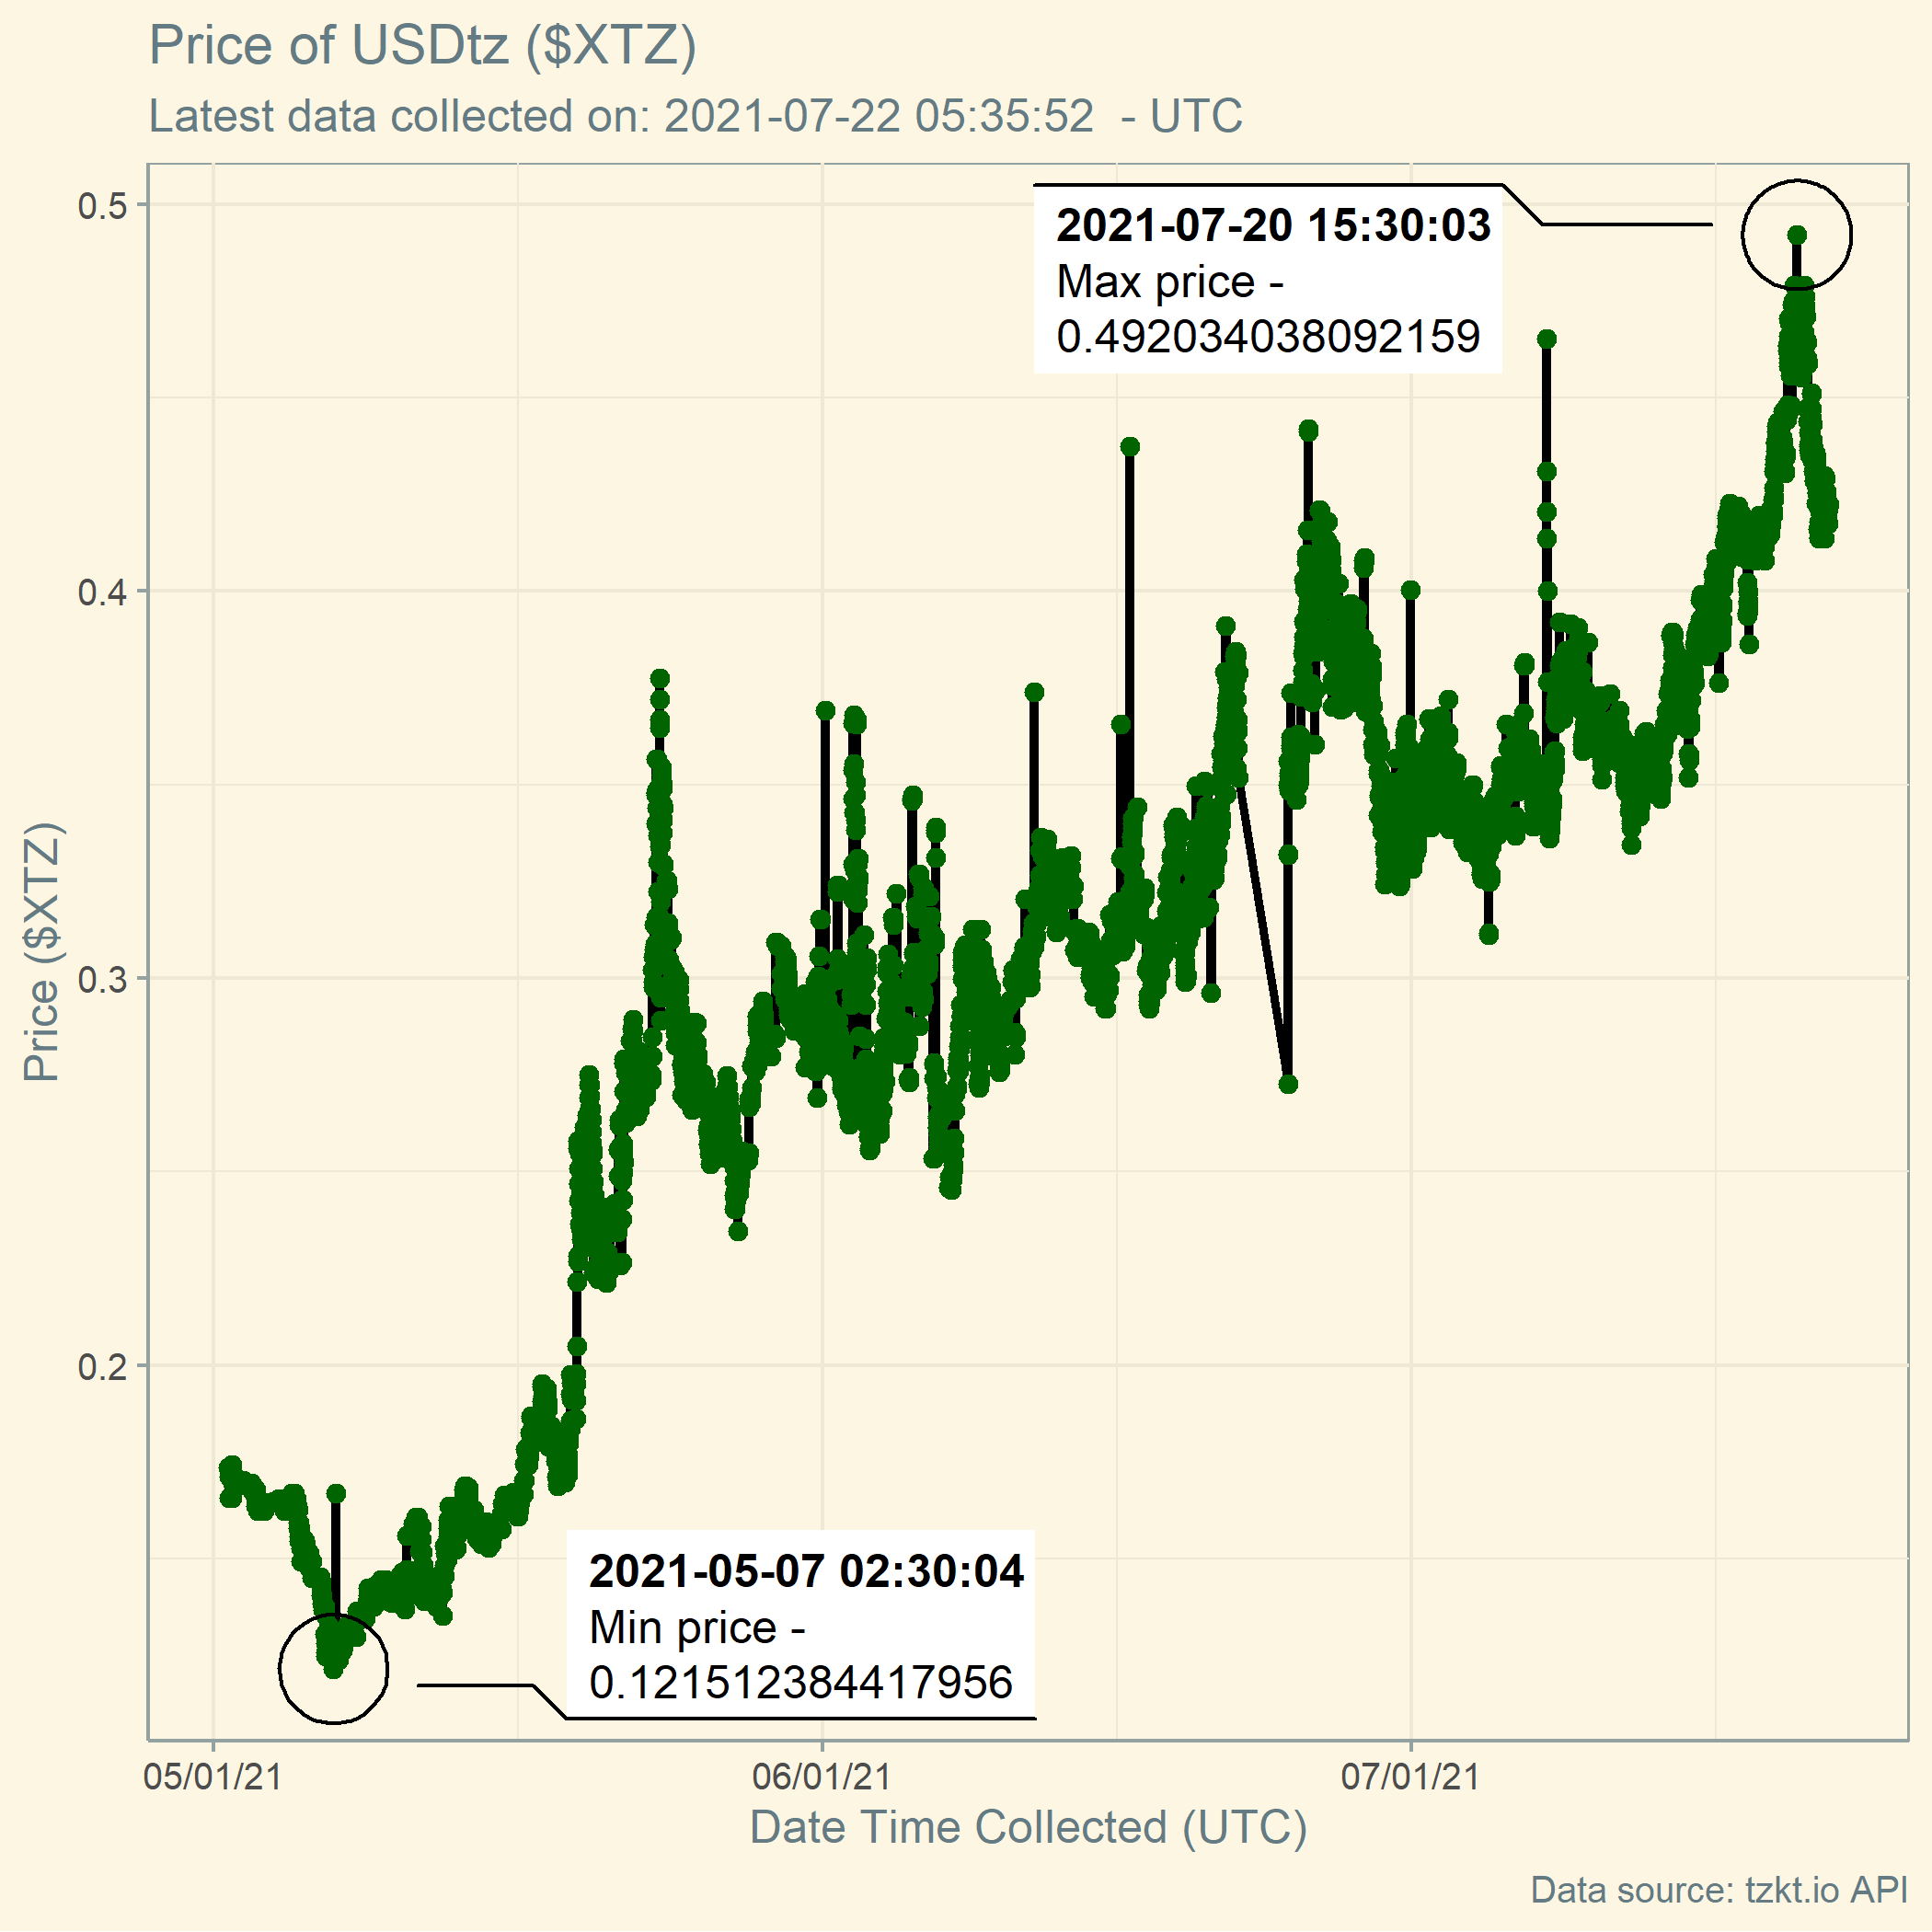 Price of USDtz ($XTZ)
Latest data collected on: 2021-07-22 05:35:52  - UTC
0.5
0.4
0.3
0.2
Price ($XTZ)
2021-07-20 15:30:03
Max price -
0.492034038092159
2021-05-07 02:30:04
Min price -
0.121512384417956
05/01/21
06/01/21
07/01/21
Date Time Collected (UTC)
Data source: tzkt.io API